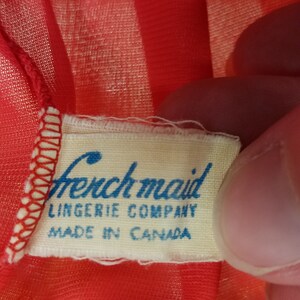 french maid
LINGERIE COMPANY
MADE IN CANADA